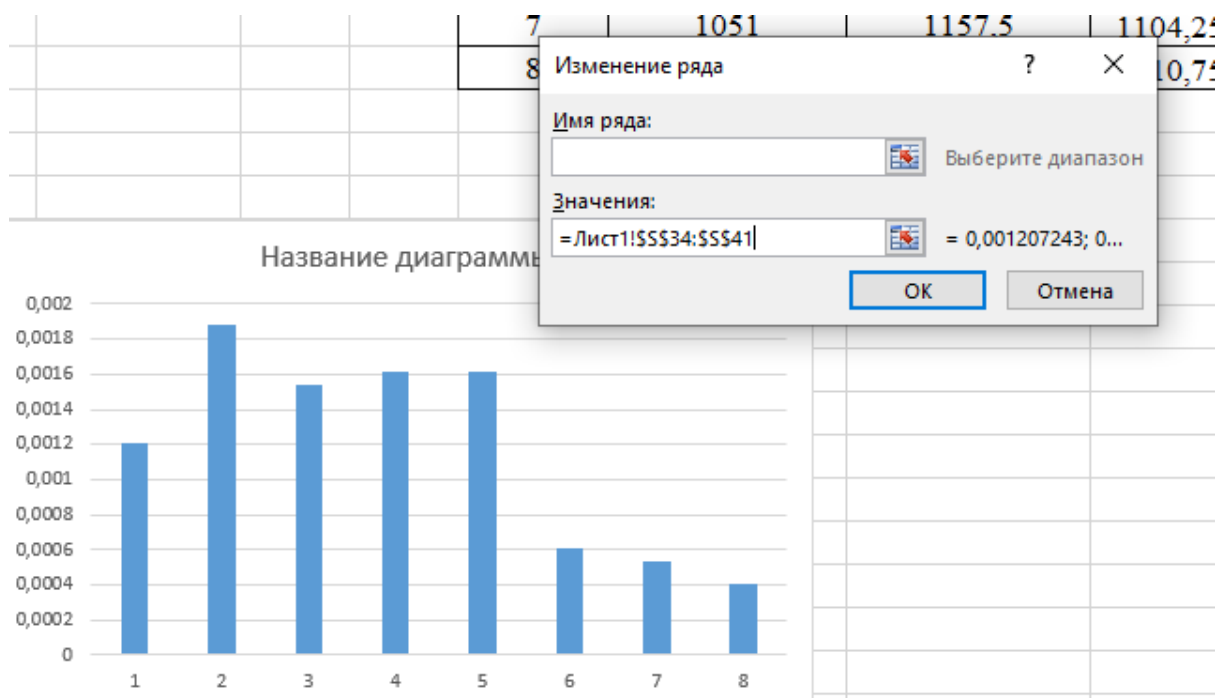 7 1051 1157,5 1104,25
8 10,75
Изменение ряда ?
Имя ряда:
Выберите диапазон
Значения:
=Лист1!$S$34:$S$41 = 0,001207243; 0...
ОК Отмена
Название диаграммы
0,002
0,0018
0,0016
0,0014
0,0012
0,001
0,0008
0,0006
0,0004
0,0002
0
1 2 3 4 5 6 7 8